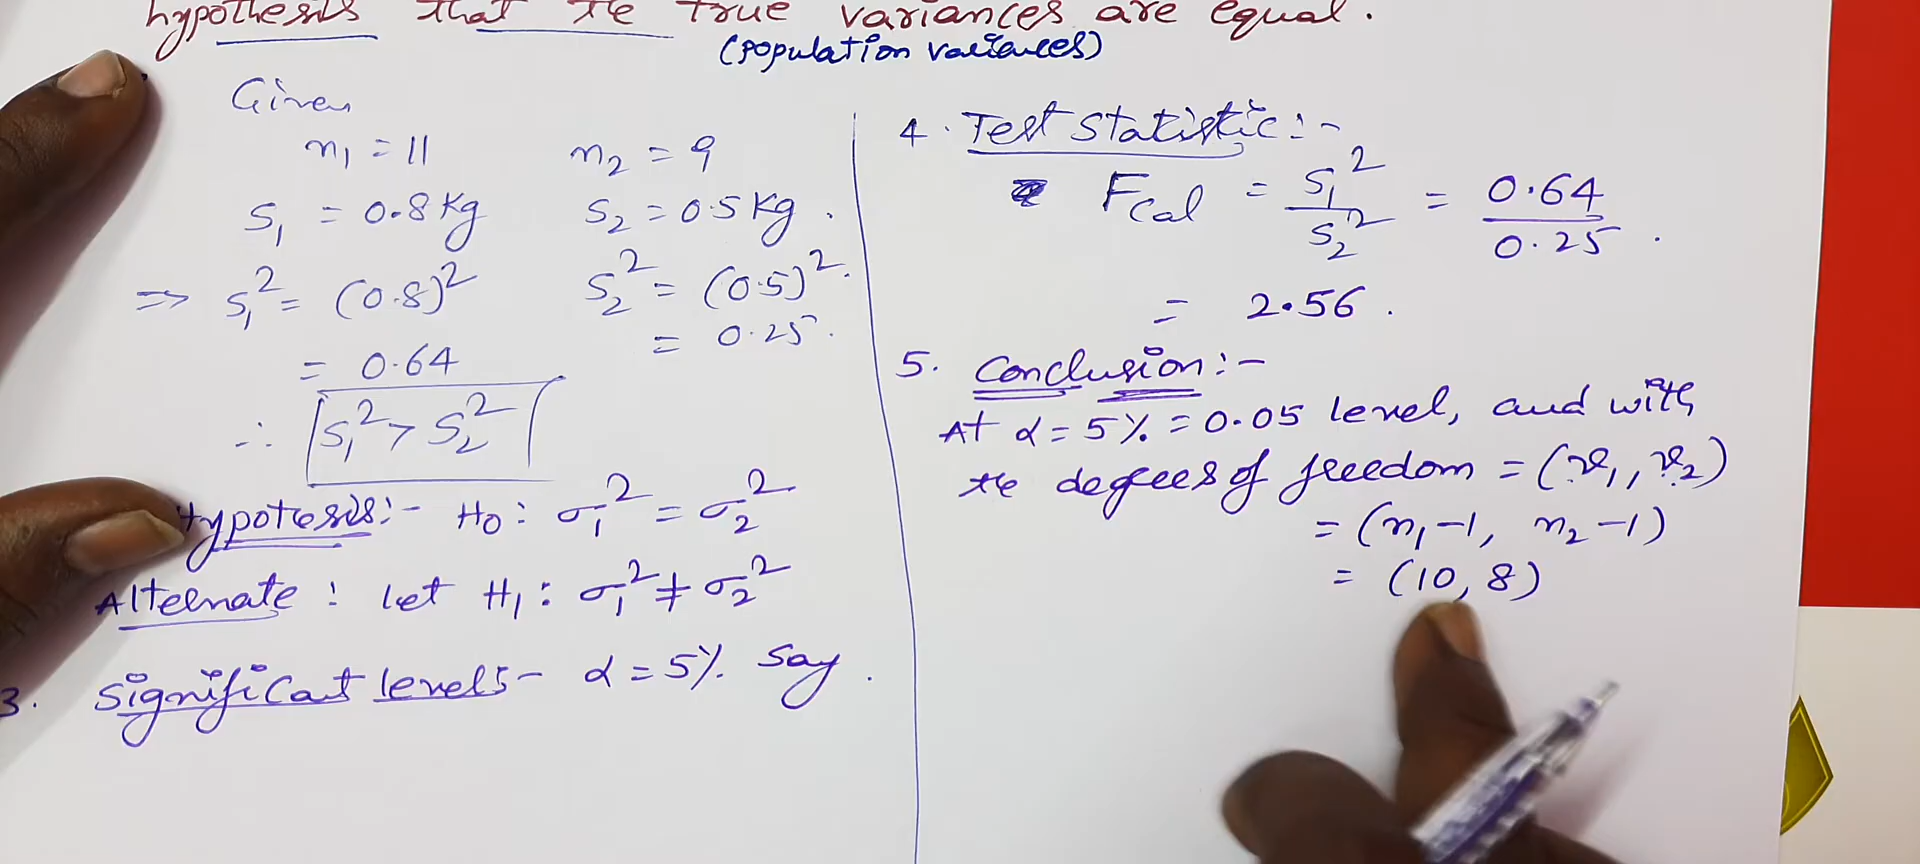 hypothesis that the true variances are equal.
(population variances)
Given
n₁ = 11 n₂ = 9
S₁ = 0.8 kg S₂ = 0.5 kg.
⇒ S₁² = (0.8)² S₂² = (0.5)².
= 0.64 = 0.25.
∴ S₁² > S₂²
Hypothesis:- H₀: σ₁² = σ₂²
Alternate: Let H₁: σ₁² ≠ σ₂²
3. Significant levels- α = 5% say.
4. Test Statistic:-
Fcal = S₁²/S₂² = 0.64/0.25.
= 2.56.
5. Conclusion:-
At α = 5% = 0.05 level, and with
the degrees of freedom = (ϑ₁, ϑ₂)
= (n₁-1, n₂-1)
= (10, 8)